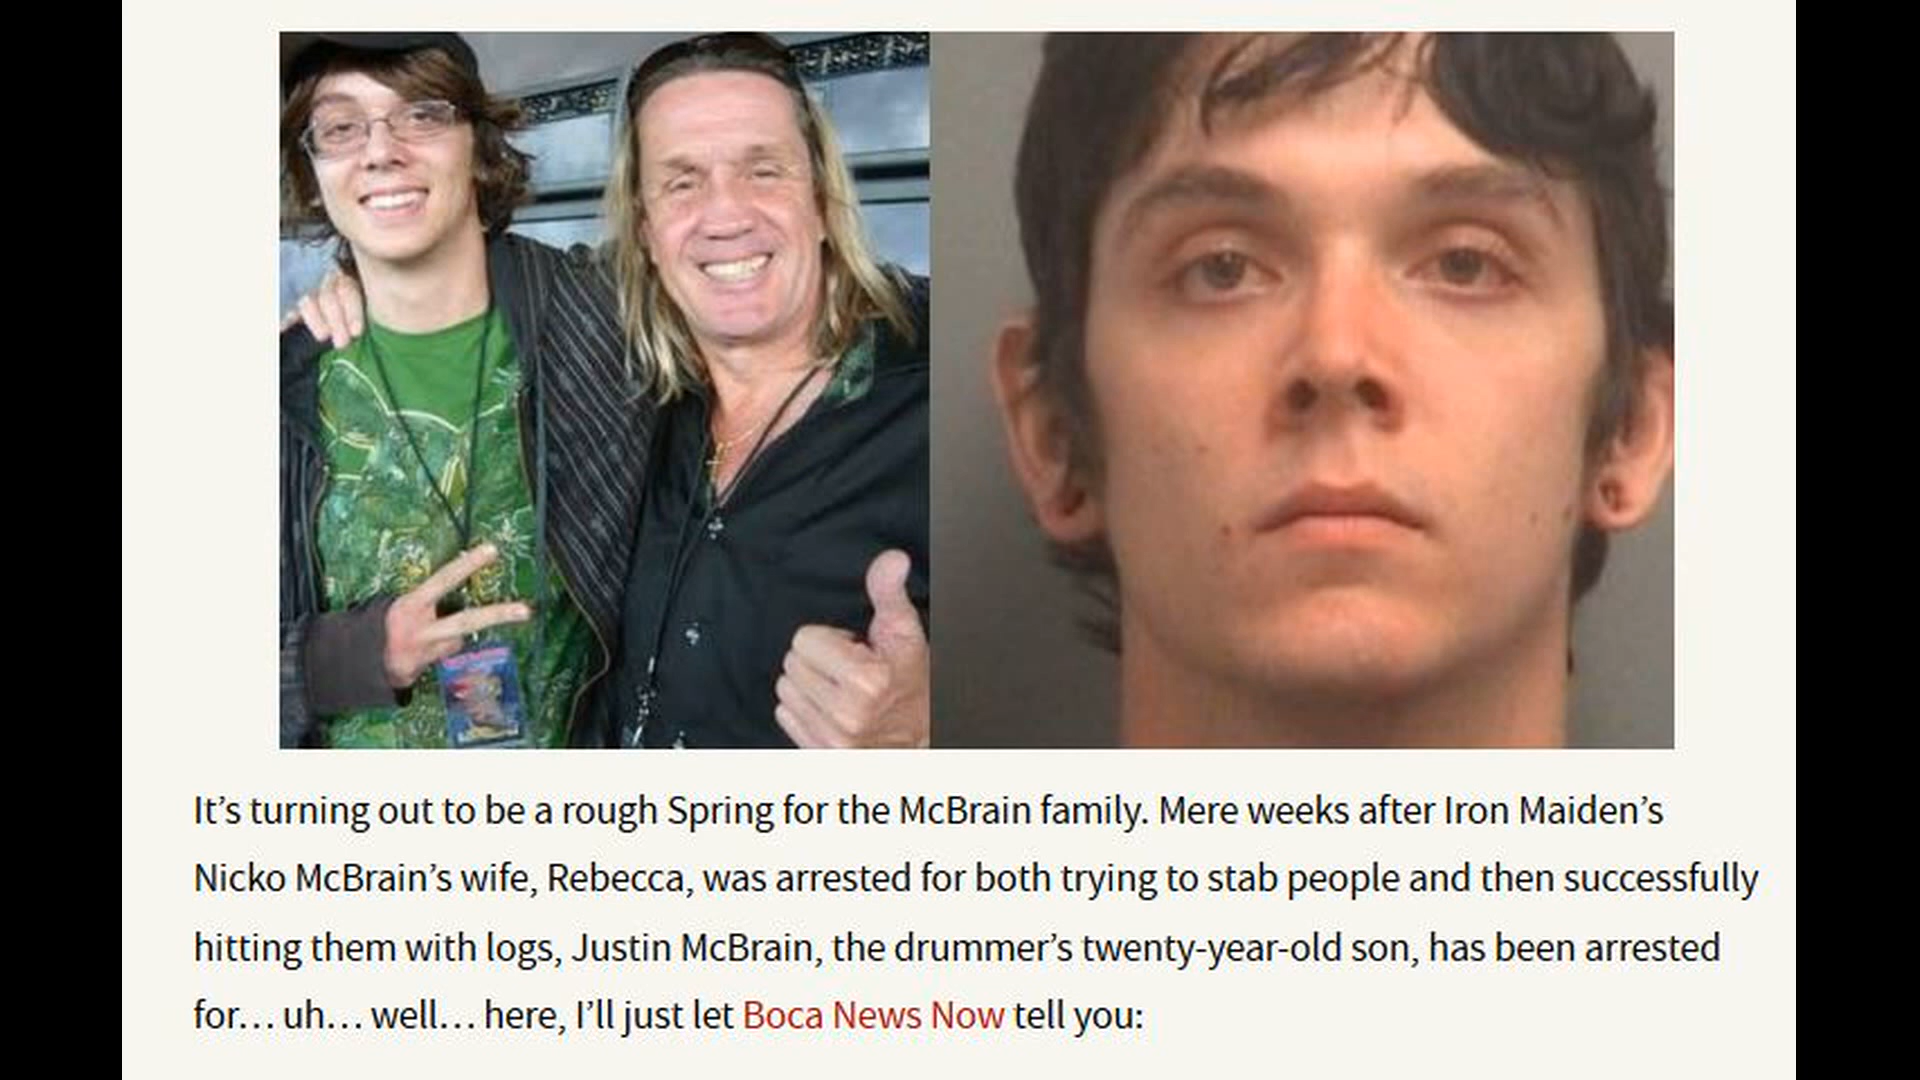 It’s turning out to be a rough Spring for the McBrain family. Mere weeks after Iron Maiden’s
Nicko McBrain’s wife, Rebecca, was arrested for both trying to stab people and then successfully
hitting them with logs, Justin McBrain, the drummer’s twenty-year-old son, has been arrested
for… uh… well… here, I’ll just let Boca News Now tell you: